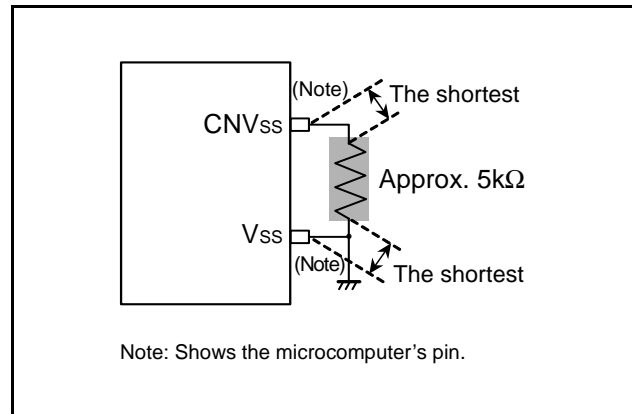 (Note)
The shortest
CNVSS
Approx. 5kΩ
VSS
(Note)
The shortest
Note: Shows the microcomputer's pin.